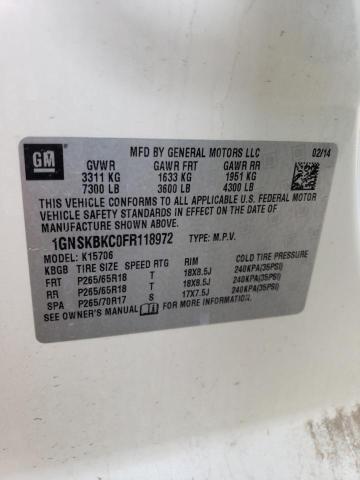 GM
MFD BY GENERAL MOTORS LLC 02/14
GVWR GAWR FRT GAWR RR
3311 KG 1633 KG 1951 KG
7300 LB 3600 LB 4300 LB
THIS VEHICLE CONFORMS TO ALL APPLICABLE U.S. FEDERAL MOTOR
VEHICLE SAFETY AND THEFT PREVENTION STANDARDS IN EFFECT ON THE DATE OF
MANUFACTURE SHOWN ABOVE.
1GNSKBKC0FR118972 TYPE: M.P.V.
MODEL: K15706
KBGB TIRE SIZE SPEED RTG RIM COLD TIRE PRESSURE
FRT P265/65R18 T 18X8.5J 240KPA(35PSI)
RR P265/65R18 T 18X8.5J 240KPA(35PSI)
SPA P265/70R17 S 17X7.5J 240KPA(35PSI)
SEE OWNER'S MANUAL FOR MORE INFORMATION.